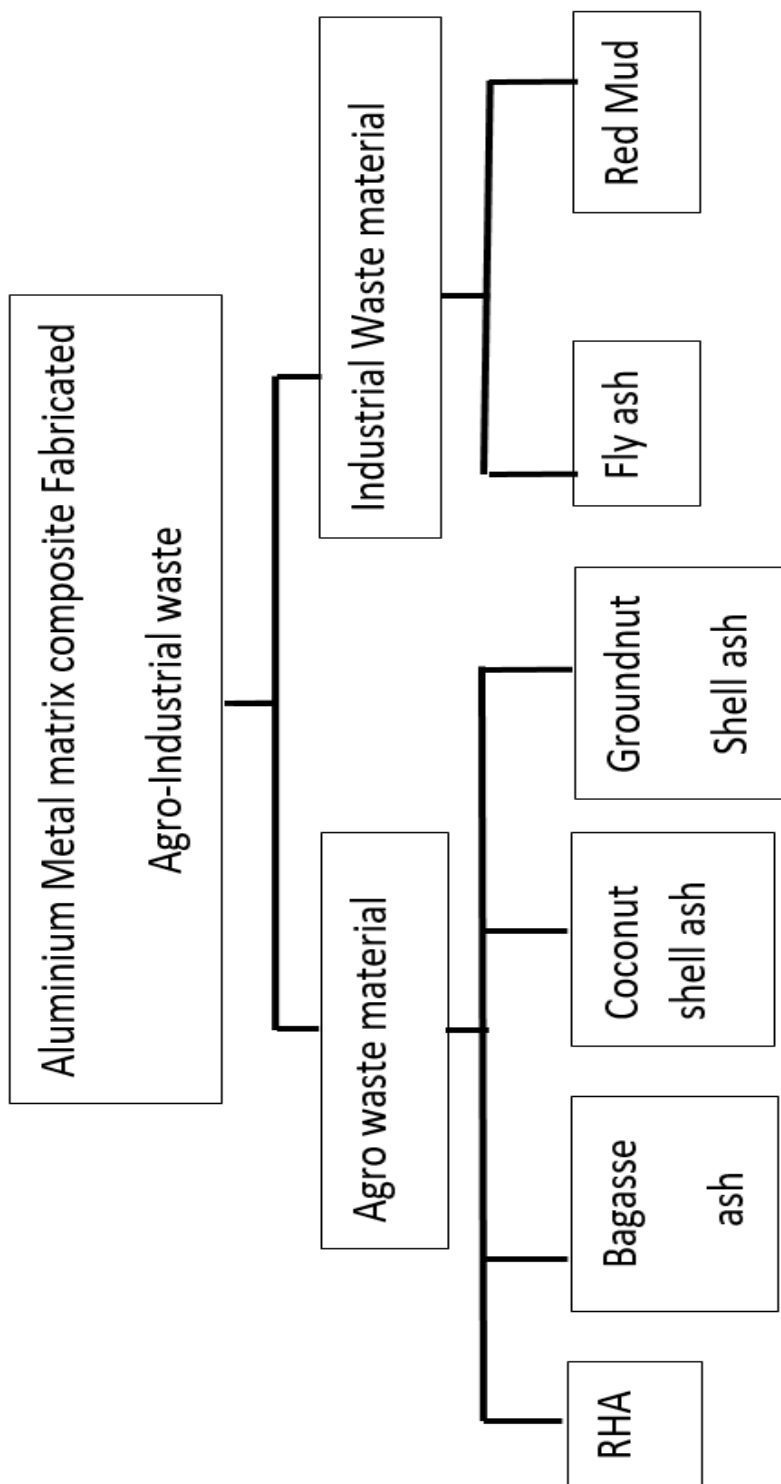 Aluminium Metal matrix composite Fabricated
Agro-Industrial waste
Agro waste material
Industrial Waste material
RHA
Bagasse
ash
Coconut
shell ash
Groundnut
Shell ash
Fly ash
Red Mud